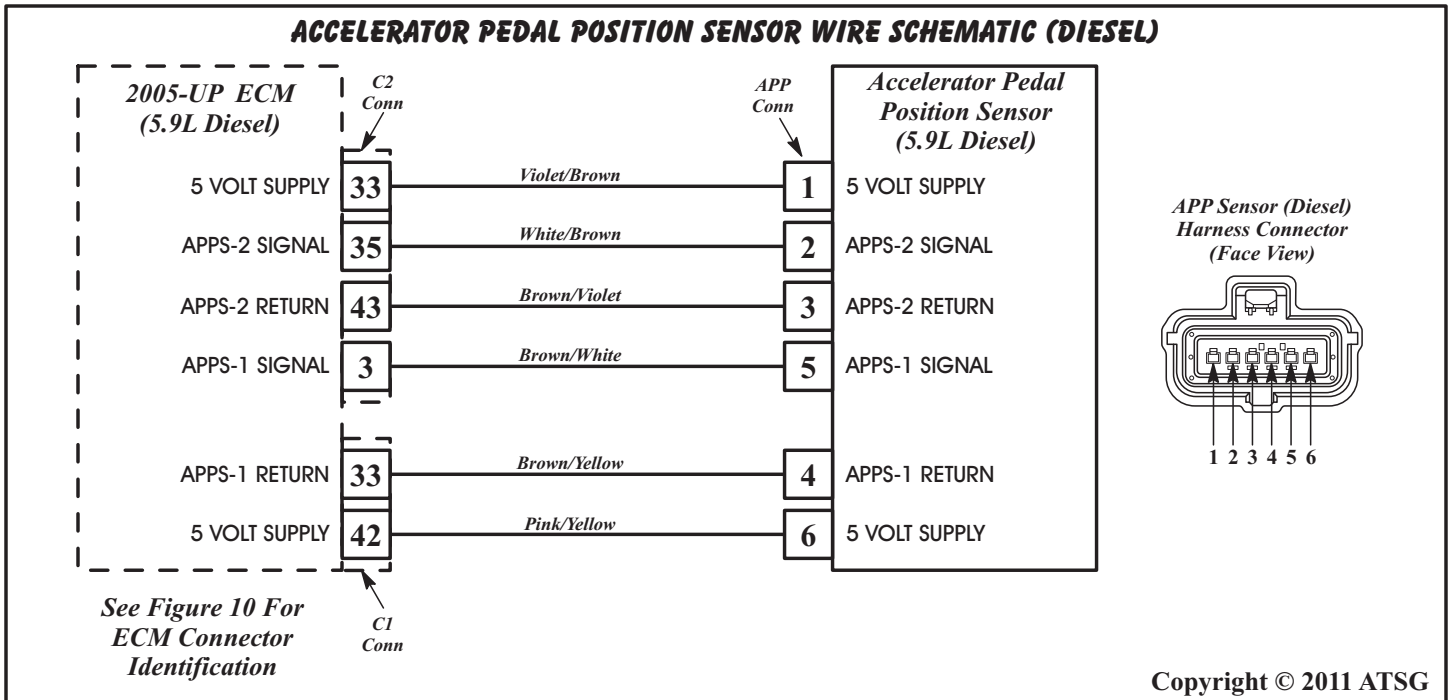 ACCELERATOR PEDAL POSITION SENSOR WIRE SCHEMATIC (DIESEL)
2005-UP ECM
(5.9L Diesel)
C2
Conn
APP
Conn
Accelerator Pedal
Position Sensor
(5.9L Diesel)
5 VOLT SUPPLY 33 Violet/Brown 1 5 VOLT SUPPLY
APPS-2 SIGNAL 35 White/Brown 2 APPS-2 SIGNAL
APPS-2 RETURN 43 Brown/Violet 3 APPS-2 RETURN
APPS-1 SIGNAL 3 Brown/White 5 APPS-1 SIGNAL
APPS-1 RETURN 33 Brown/Yellow 4 APPS-1 RETURN
5 VOLT SUPPLY 42 Pink/Yellow 6 5 VOLT SUPPLY
C1
Conn
See Figure 10 For
ECM Connector
Identification
APP Sensor (Diesel)
Harness Connector
(Face View)
1 2 3 4 5 6
Copyright © 2011 ATSG